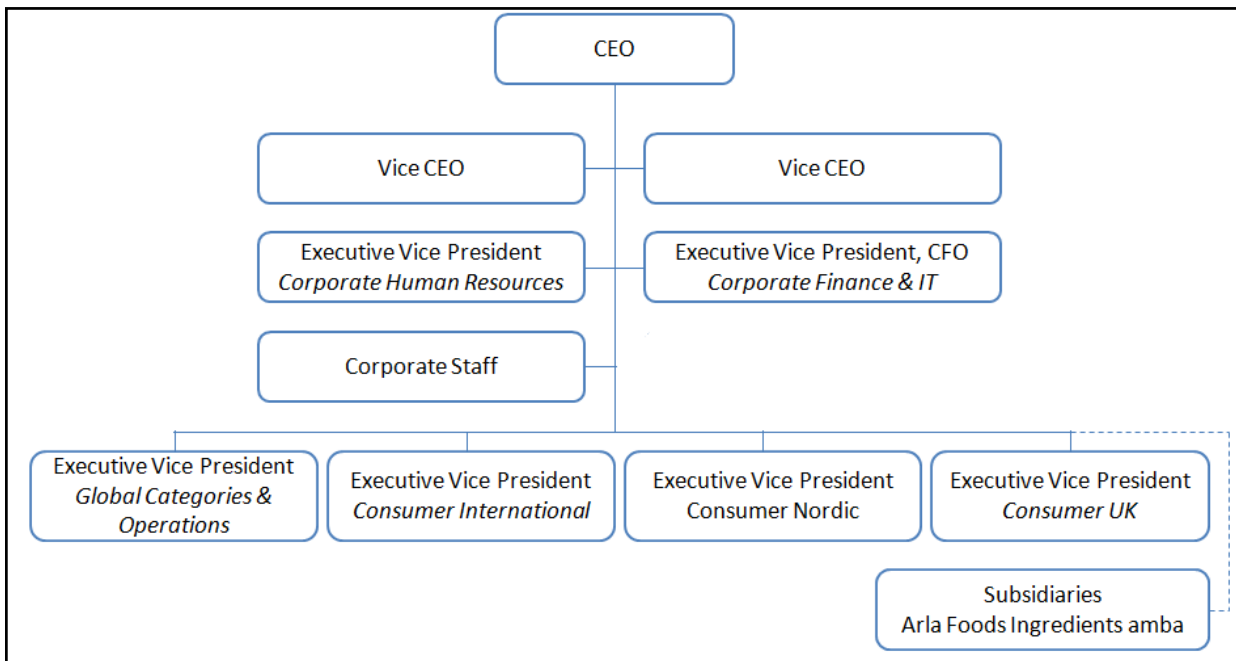 CEO
Vice CEO
Vice CEO
Executive Vice President
Corporate Human Resources
Executive Vice President, CFO
Corporate Finance & IT
Corporate Staff
Executive Vice President
Global Categories &
Operations
Executive Vice President
Consumer International
Executive Vice President
Consumer Nordic
Executive Vice President
Consumer UK
Subsidiaries
Arla Foods Ingredients amba